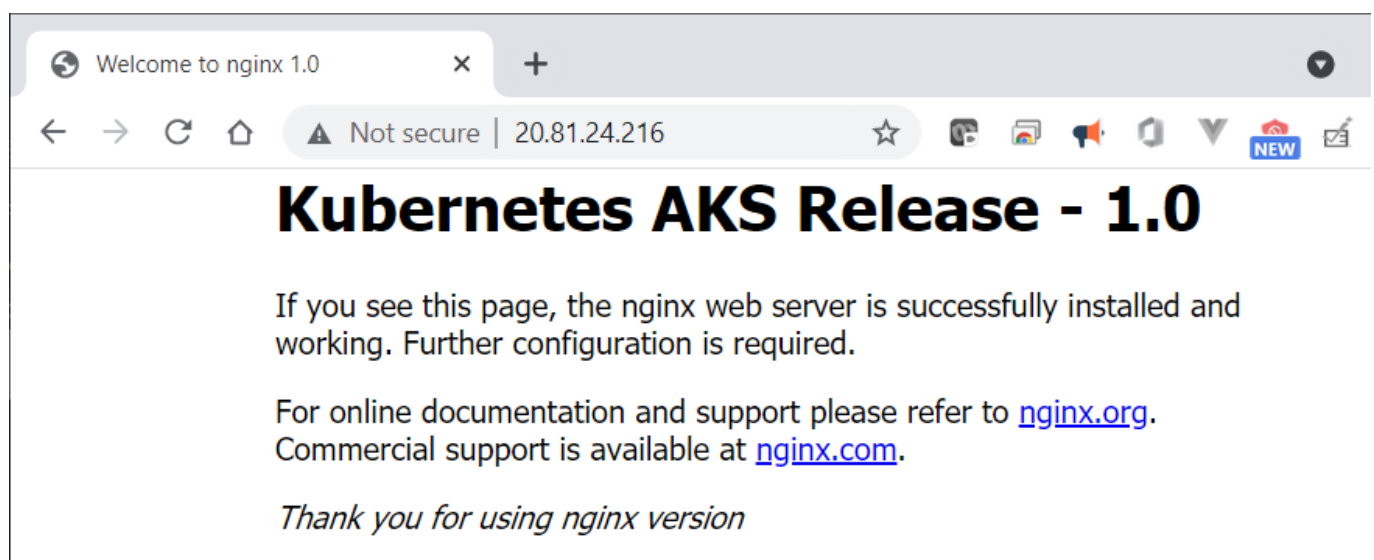 Welcome to nginx 1.0
Not secure | 20.81.24.216
NEW
Kubernetes AKS Release - 1.0
If you see this page, the nginx web server is successfully installed and
working. Further configuration is required.
For online documentation and support please refer to nginx.org.
Commercial support is available at nginx.com.
Thank you for using nginx version